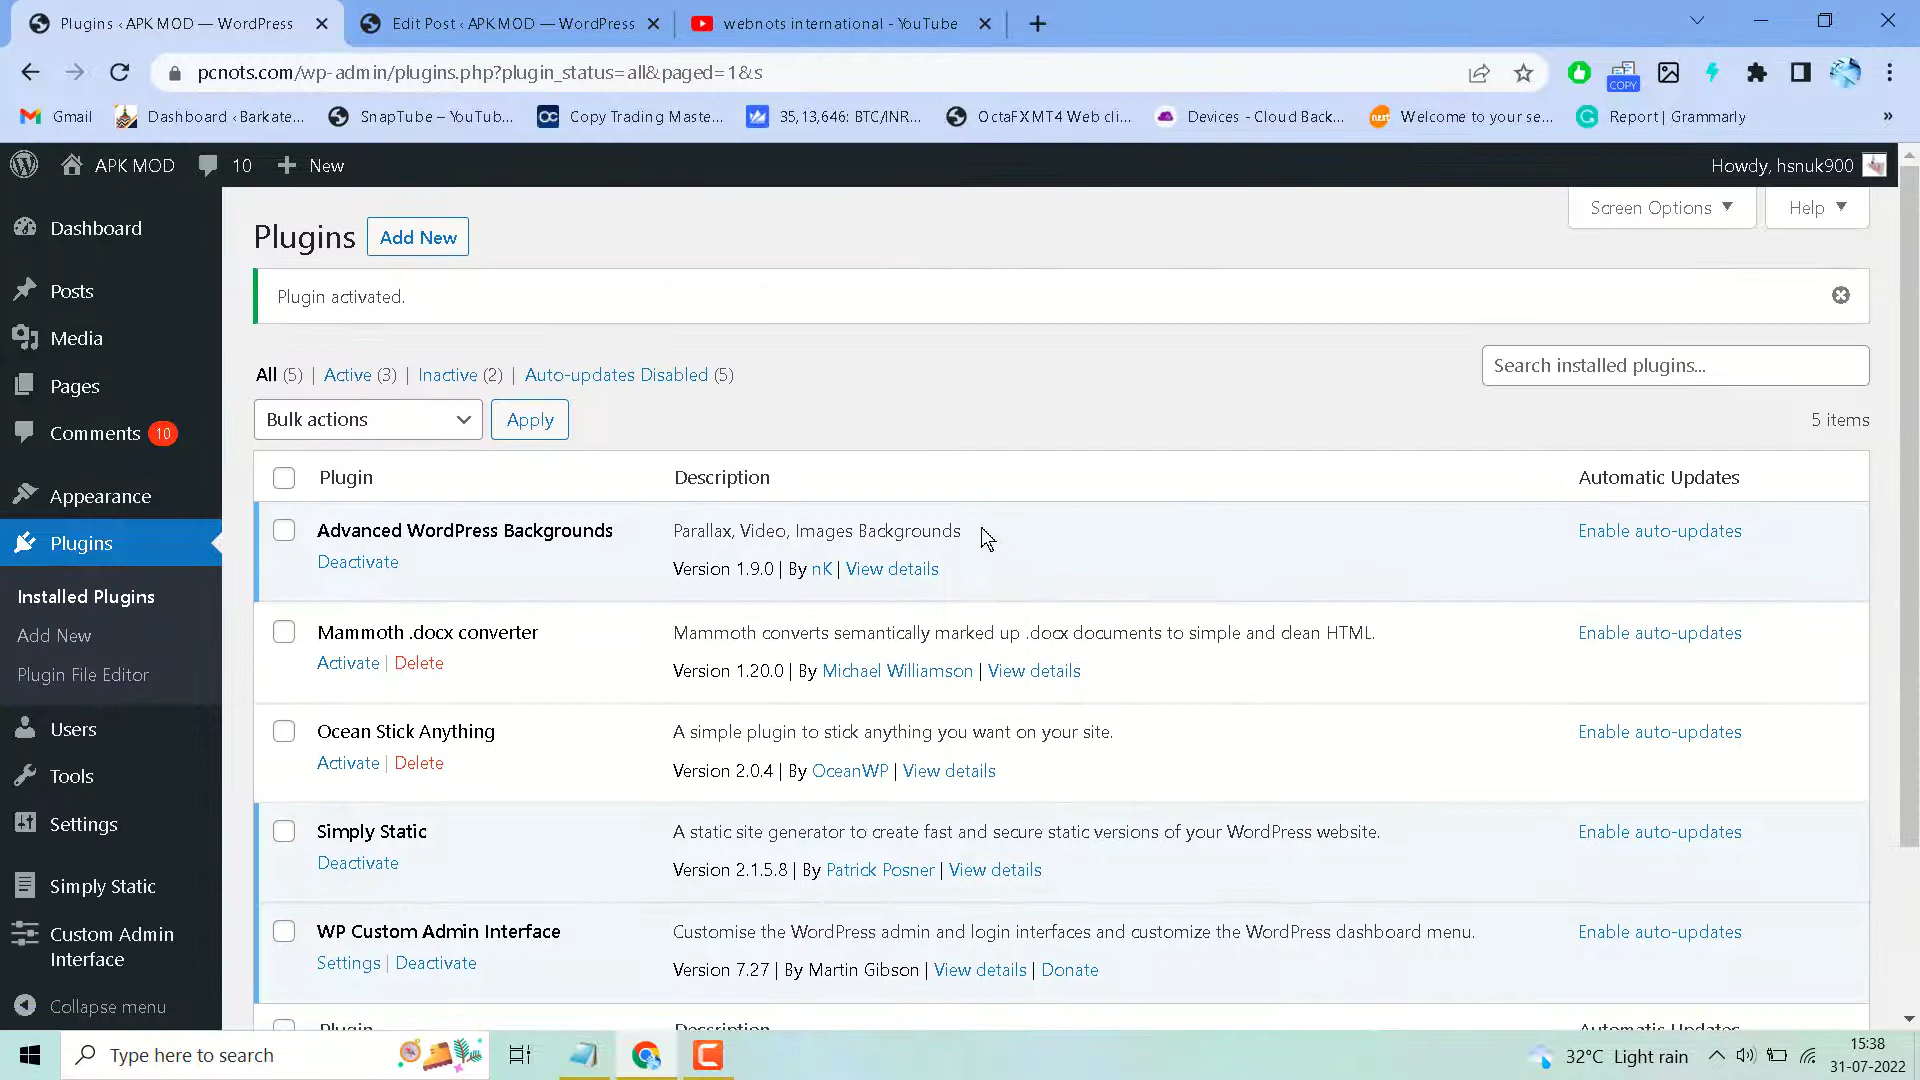 Plugins ‹ APK MOD — WordPress
Edit Post ‹ APK MOD — WordPress
webnots international - YouTube
pcnots.com/wp-admin/plugins.php?plugin_status=all&paged=1&s
COPY
Gmail
Dashboard ‹ Barkate...
SnapTube – YouTub...
Copy Trading Maste...
35,13,646: BTC/INR...
OctaFX MT4 Web cli...
Devices - Cloud Back...
Welcome to your se...
Report | Grammarly
»
APK MOD
10
New
Howdy, hsnuk900
Dashboard
Posts
Media
Pages
Comments 10
Appearance
Plugins
Installed Plugins
Add New
Plugin File Editor
Users
Tools
Settings
Simply Static
Custom Admin
Interface
Collapse menu
Screen Options
Help
Plugins
Add New
Plugin activated.
All (5) | Active (3) | Inactive (2) | Auto-updates Disabled (5)
Search installed plugins...
Bulk actions
Apply
5 items
Plugin
Description
Automatic Updates
Advanced WordPress Backgrounds
Parallax, Video, Images Backgrounds
Enable auto-updates
Deactivate
Version 1.9.0 | By nK | View details
Mammoth .docx converter
Mammoth converts semantically marked up .docx documents to simple and clean HTML.
Enable auto-updates
Activate | Delete
Version 1.20.0 | By Michael Williamson | View details
Ocean Stick Anything
A simple plugin to stick anything you want on your site.
Enable auto-updates
Activate | Delete
Version 2.0.4 | By OceanWP | View details
Simply Static
A static site generator to create fast and secure static versions of your WordPress website.
Enable auto-updates
Deactivate
Version 2.1.5.8 | By Patrick Posner | View details
WP Custom Admin Interface
Customise the WordPress admin and login interfaces and customize the WordPress dashboard menu.
Enable auto-updates
Settings | Deactivate
Version 7.27 | By Martin Gibson | View details | Donate
Plugin
Description
Automatic Updates
Type here to search
32°C Light rain
15:38
31-07-2022